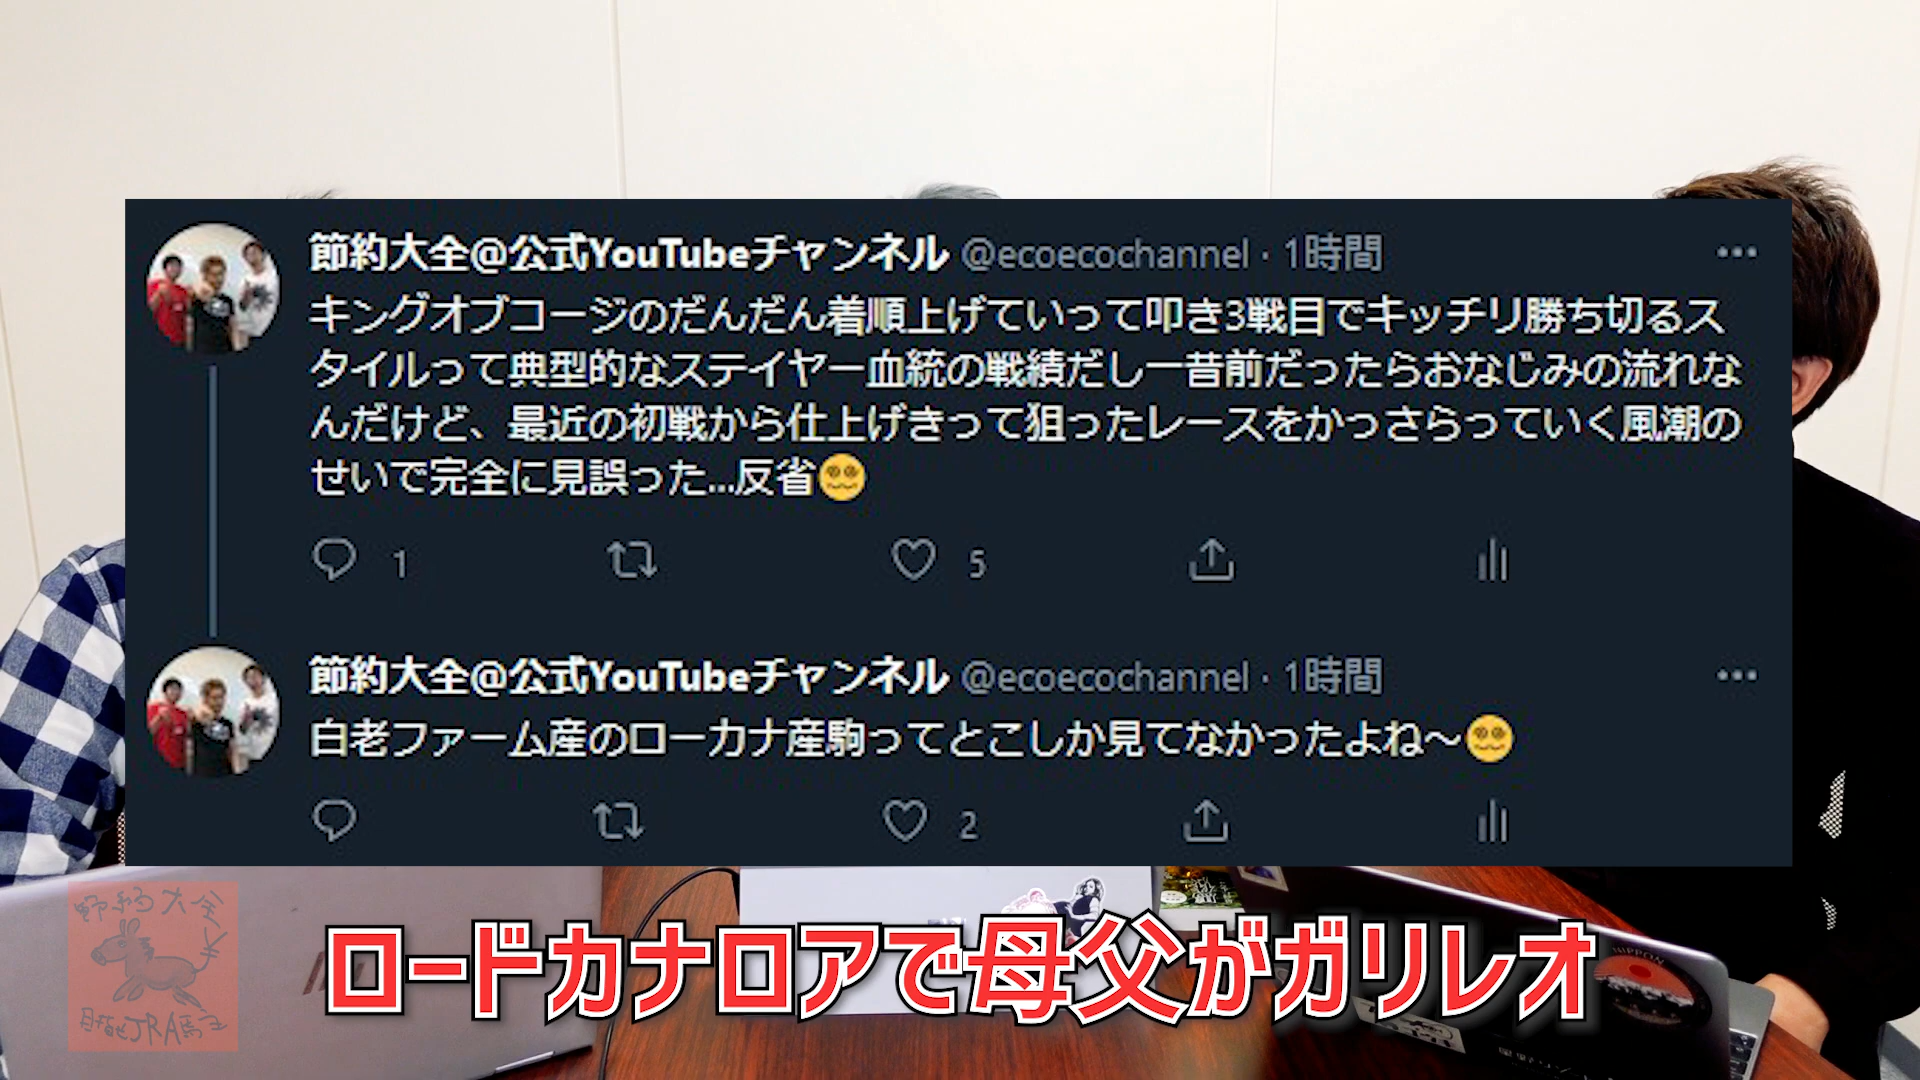 節約大全@公式YouTubeチャンネル @ecoecochannel · 1時間
キングオブコージのだんだん着順上げていって叩き3戦目でキッチリ勝ち切るス
タイルって典型的なステイヤー血統の戦績だし一昔前だったらおなじみの流れな
んだけど、最近の初戦から仕上げきって狙ったレースをかっさらっていく風潮の
せいで完全に見誤った...反省😵‍💫
1 5
節約大全@公式YouTubeチャンネル @ecoecochannel · 1時間
白老ファーム産のローカナ産駒ってとこしか見てなかったよね〜😵‍💫
2
ロードカナロアで母父がガリレオ
目指せJRA馬主
NIPPON